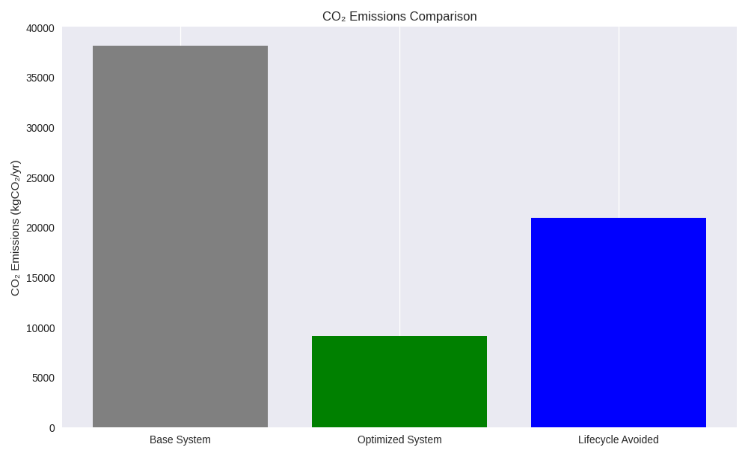 CO₂ Emissions Comparison
CO₂ Emissions (kgCO₂/yr)
40000
35000
30000
25000
20000
15000
10000
5000
0
Base System
Optimized System
Lifecycle Avoided